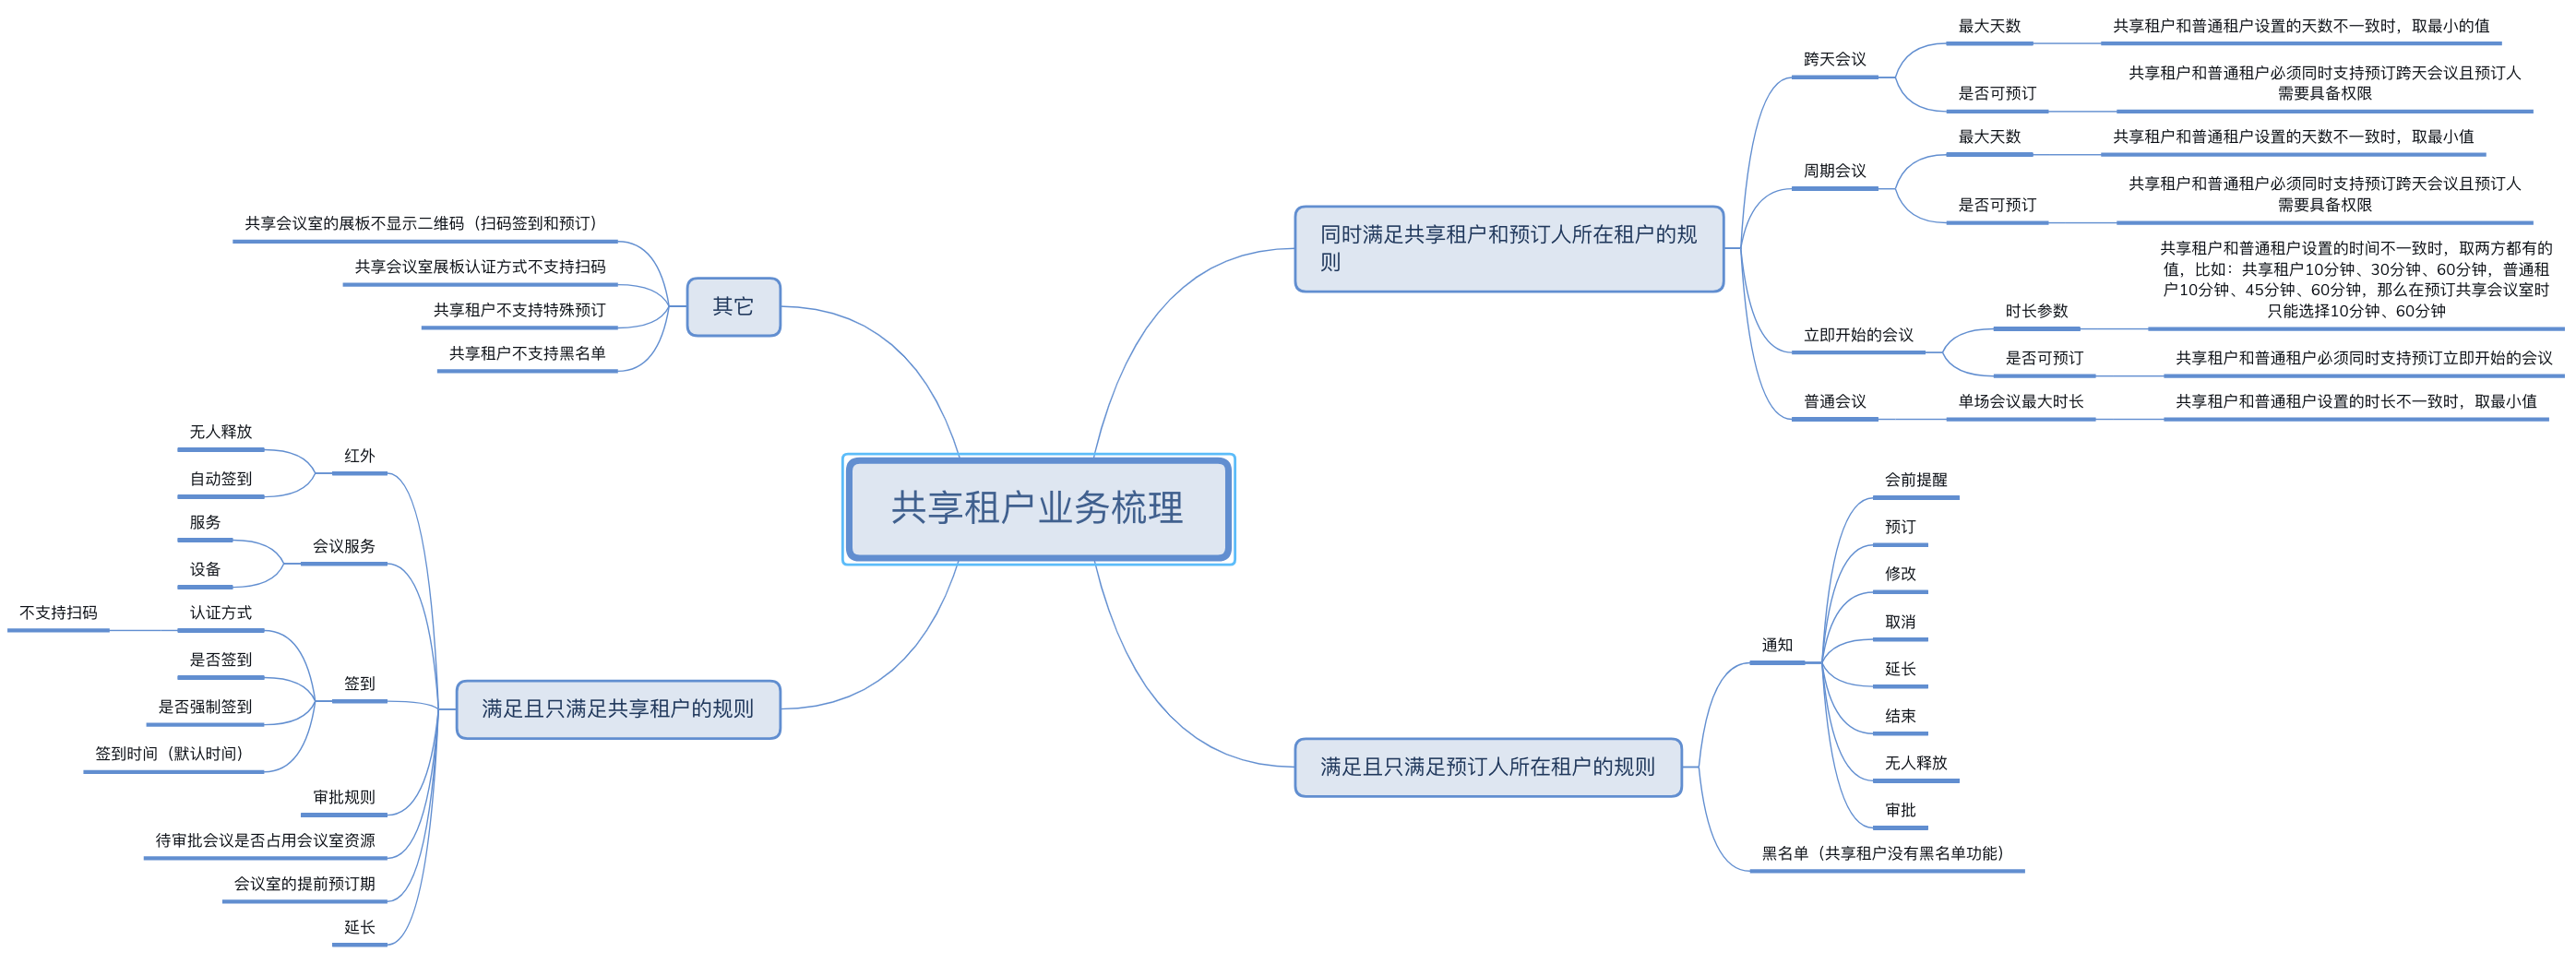 共享租户业务梳理
同时满足共享租户和预订人所在租户的规
则
跨天会议
最大天数
共享租户和普通租户设置的天数不一致时，取最小的值
是否可预订
共享租户和普通租户必须同时支持预订跨天会议且预订人
需要具备权限
周期会议
最大天数
共享租户和普通租户设置的天数不一致时，取最小值
是否可预订
共享租户和普通租户必须同时支持预订跨天会议且预订人
需要具备权限
立即开始的会议
时长参数
共享租户和普通租户设置的时间不一致时，取两方都有的
值，比如：共享租户10分钟、30分钟、60分钟，普通租
户10分钟、45分钟、60分钟，那么在预订共享会议室时
只能选择10分钟、60分钟
是否可预订
共享租户和普通租户必须同时支持预订立即开始的会议
普通会议
单场会议最大时长
共享租户和普通租户设置的时长不一致时，取最小值
满足且只满足预订人所在租户的规则
通知
会前提醒
预订
修改
取消
延长
结束
无人释放
审批
黑名单（共享租户没有黑名单功能）
其它
共享会议室的展板不显示二维码（扫码签到和预订）
共享会议室展板认证方式不支持扫码
共享租户不支持特殊预订
共享租户不支持黑名单
满足且只满足共享租户的规则
红外
无人释放
自动签到
会议服务
服务
设备
签到
认证方式
不支持扫码
是否签到
是否强制签到
签到时间（默认时间）
审批规则
待审批会议是否占用会议室资源
会议室的提前预订期
延长